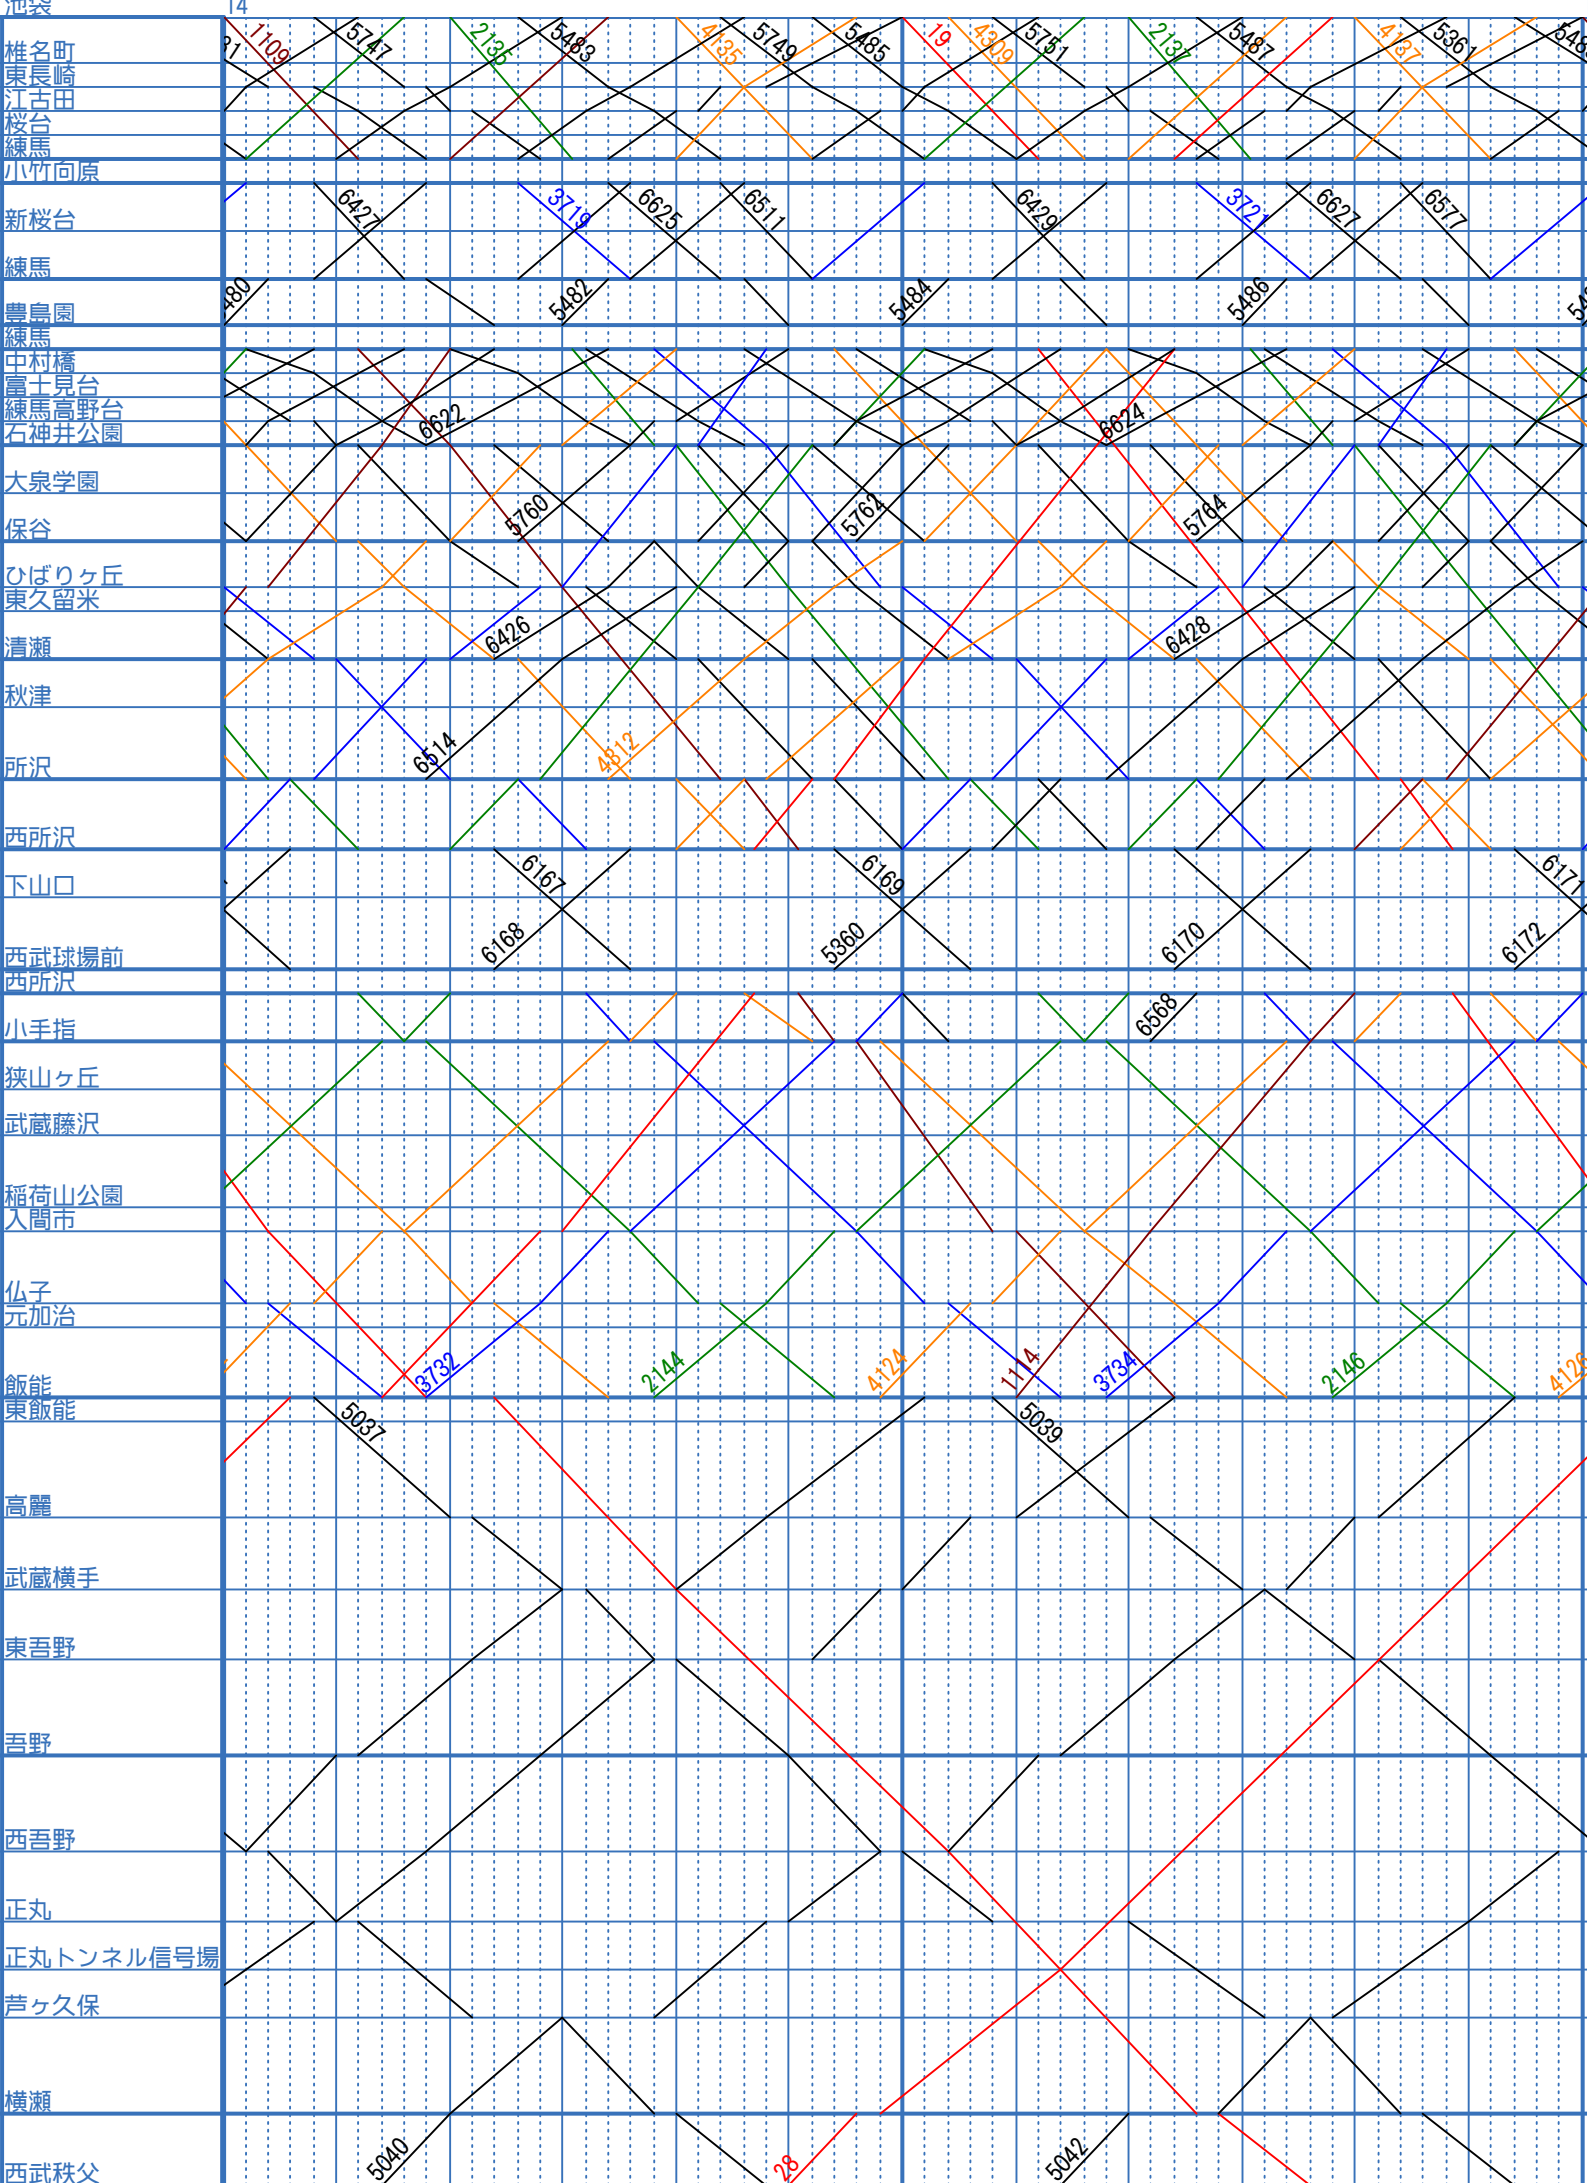 池袋 14
椎名町 1109 5747 2135 5483 4135 5749 5485 19 4309 5751 2137 5487 4137 5361
東長崎
江古田
桜台
練馬
小竹向原
新桜台 6427 3719 6625 6511 6429 3721 6627 6577
練馬
豊島園 5482 5484 5486
練馬
中村橋
富士見台
練馬高野台
石神井公園 6622 6624
大泉学園
保谷 5760 5762 5764
ひばりヶ丘
東久留米
清瀬 6426 6428
秋津
所沢 6514 4812
西所沢
下山口 6167 6169 6171
西武球場前 6168 5360 6170 6172
西所沢
小手指 6568
狭山ヶ丘
武蔵藤沢
稲荷山公園
入間市
仏子
元加治
飯能 3732 2144 4124 1114 3734 2146 4126
東飯能 5037 5039
高麗
武蔵横手
東吾野
吾野
西吾野
正丸
正丸トンネル信号場
芦ヶ久保
横瀬
西武秩父 5040 28 5042